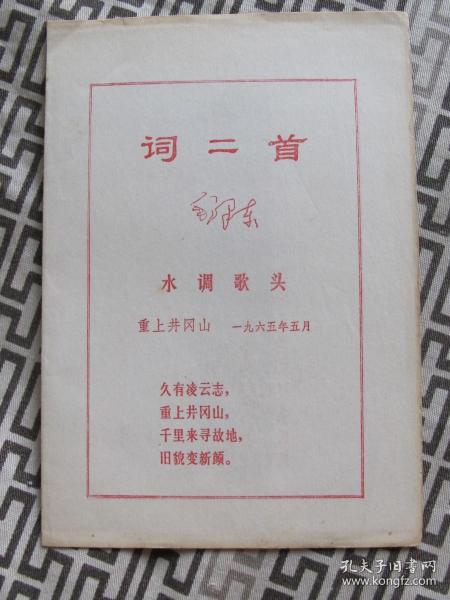 词二首
毛泽东
水调歌头
重上井冈山 一九六五年五月
久有凌云志，
重上井冈山，
千里来寻故地，
旧貌变新颜。
孔夫子旧书网
www.kongfz.com